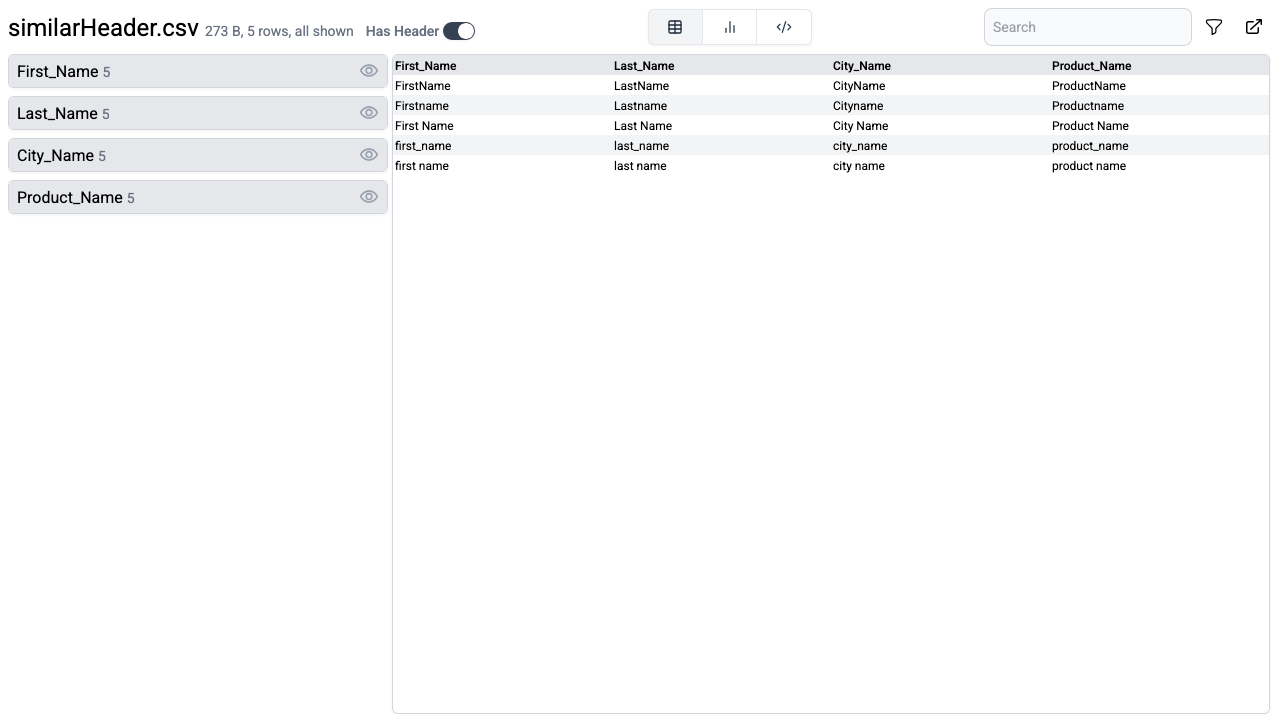 similarHeader.csv 273 B, 5 rows, all shown Has Header
Search
First_Name 5
Last_Name 5
City_Name 5
Product_Name 5
First_Name Last_Name City_Name Product_Name
FirstName LastName CityName ProductName
Firstname Lastname Cityname Productname
First Name Last Name City Name Product Name
first_name last_name city_name product_name
first name last name city name product name